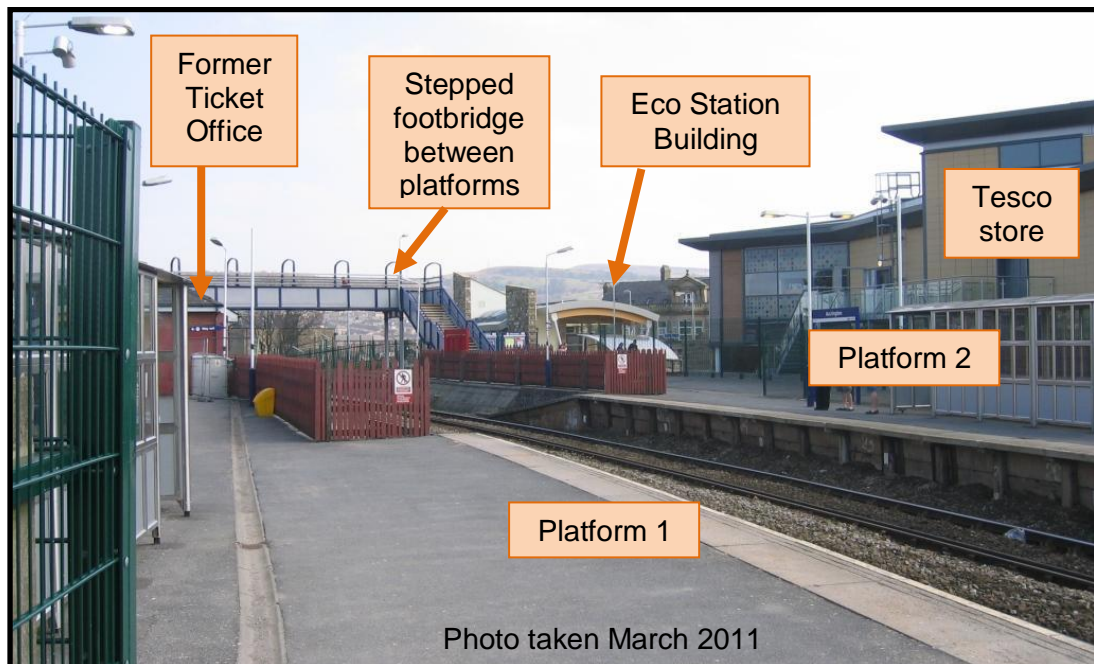 Former
Ticket
Office
Stepped
footbridge
between
platforms
Eco Station
Building
Tesco
store
Platform 2
Platform 1
Photo taken March 2011